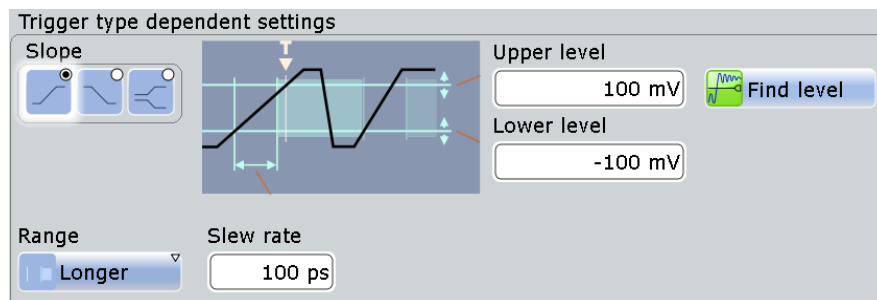 Trigger type dependent settings
Slope
T
Upper level
100 mV
Find level
Lower level
-100 mV
Range
Slew rate
Longer
100 ps